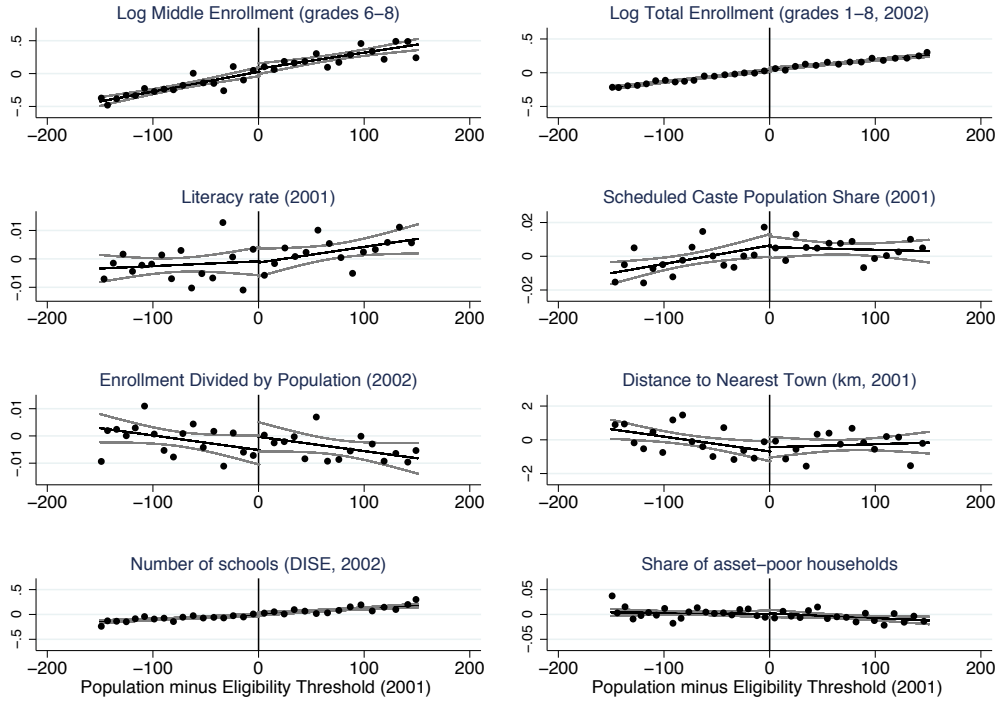 Log Middle Enrollment (grades 6−8)
.5
0
−.5
−200 −100 0 100 200
Log Total Enrollment (grades 1−8, 2002)
.5
0
−.5
−200 −100 0 100 200
Literacy rate (2001)
.01
0
−.01
−200 −100 0 100 200
Scheduled Caste Population Share (2001)
.02
0
−.02
−200 −100 0 100 200
Enrollment Divided by Population (2002)
.01
0
−.01
−200 −100 0 100 200
Distance to Nearest Town (km, 2001)
2
0
−2
−200 −100 0 100 200
Number of schools (DISE, 2002)
.5
0
−.5
−200 −100 0 100 200
Population minus Eligibility Threshold (2001)
Share of asset−poor households
.05
0
−.05
−200 −100 0 100 200
Population minus Eligibility Threshold (2001)